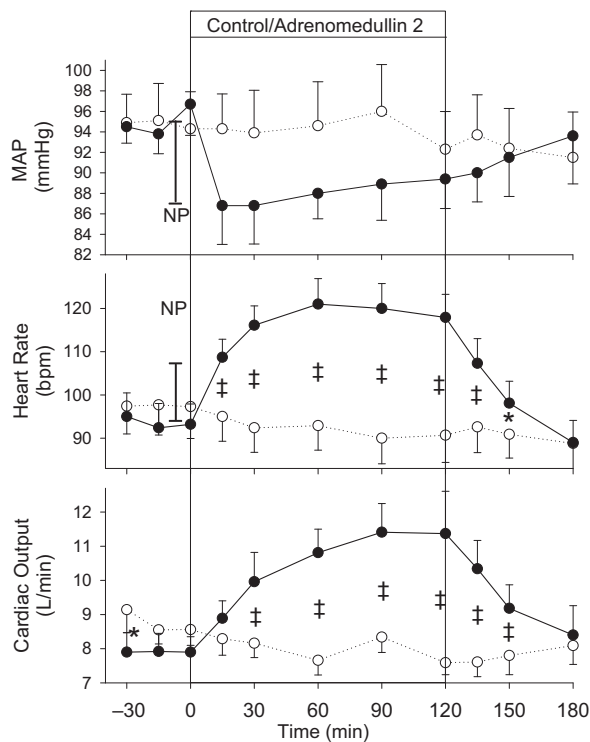 Control/Adrenomedullin 2
MAP
(mmHg)
100
98
96
94
92
90
88
86
84
82
NP
Heart Rate
(bpm)
120
110
100
90
NP
‡ ‡ ‡ ‡ ‡ ‡ *
Cardiac Output
(L/min)
12
11
10
9
8
7
* ‡ ‡ ‡ ‡ ‡ ‡
–30 0 30 60 90 120 150 180
Time (min)